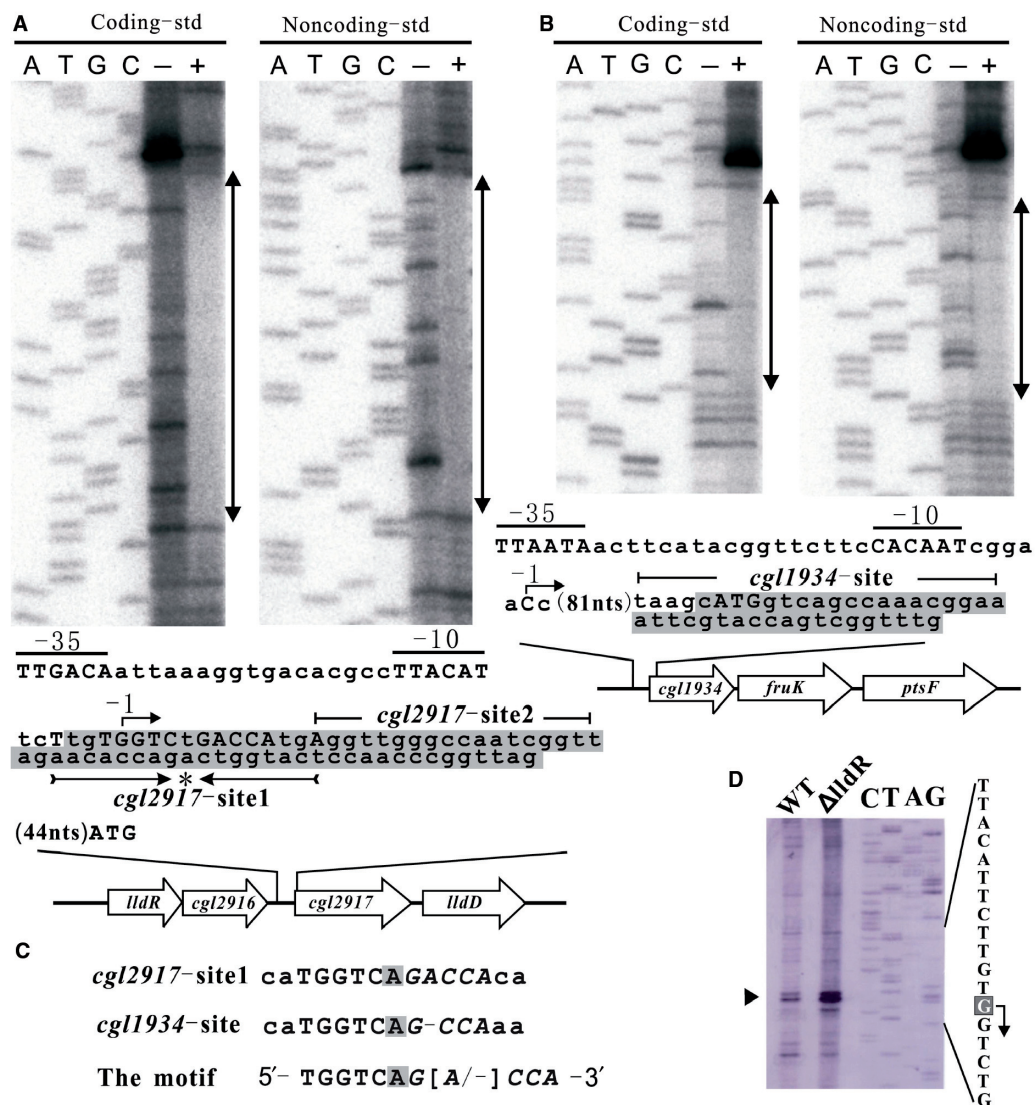 A
Coding-std
Noncoding-std
A T G C – +
A T G C – +
B
Coding-std
Noncoding-std
A T G C – +
A T G C – +
-35
-10
TTAATAacttcatacggttcttcCACAATcgga
-1
cgl1934-site
aCc(81nts)taagcATGgtcagccaaacggaa
attcgtaccagtcggtttg
cgl1934
fruK
ptsF
-35
-10
TTGACAattaaaggtgacacgccTTACAT
-1
cgl2917-site2
tcTtgTGGTCtGACCAtgAggttgggccaatcggtt
agaacaccagactggtactccaacccggttag
*
cgl2917-site1
(44nts)ATG
lldR
cgl2916
cgl2917
lldD
C
cgl2917-site1 caTGGTCAGACCAca
cgl1934-site caTGGTCAG-CCAaa
The motif 5′- TGGTCAG[A/-]CCA -3′
D
WT
ΔlldR
C T A G
T
T
A
C
A
T
T
C
T
T
G
T
G
G
T
C
T
G